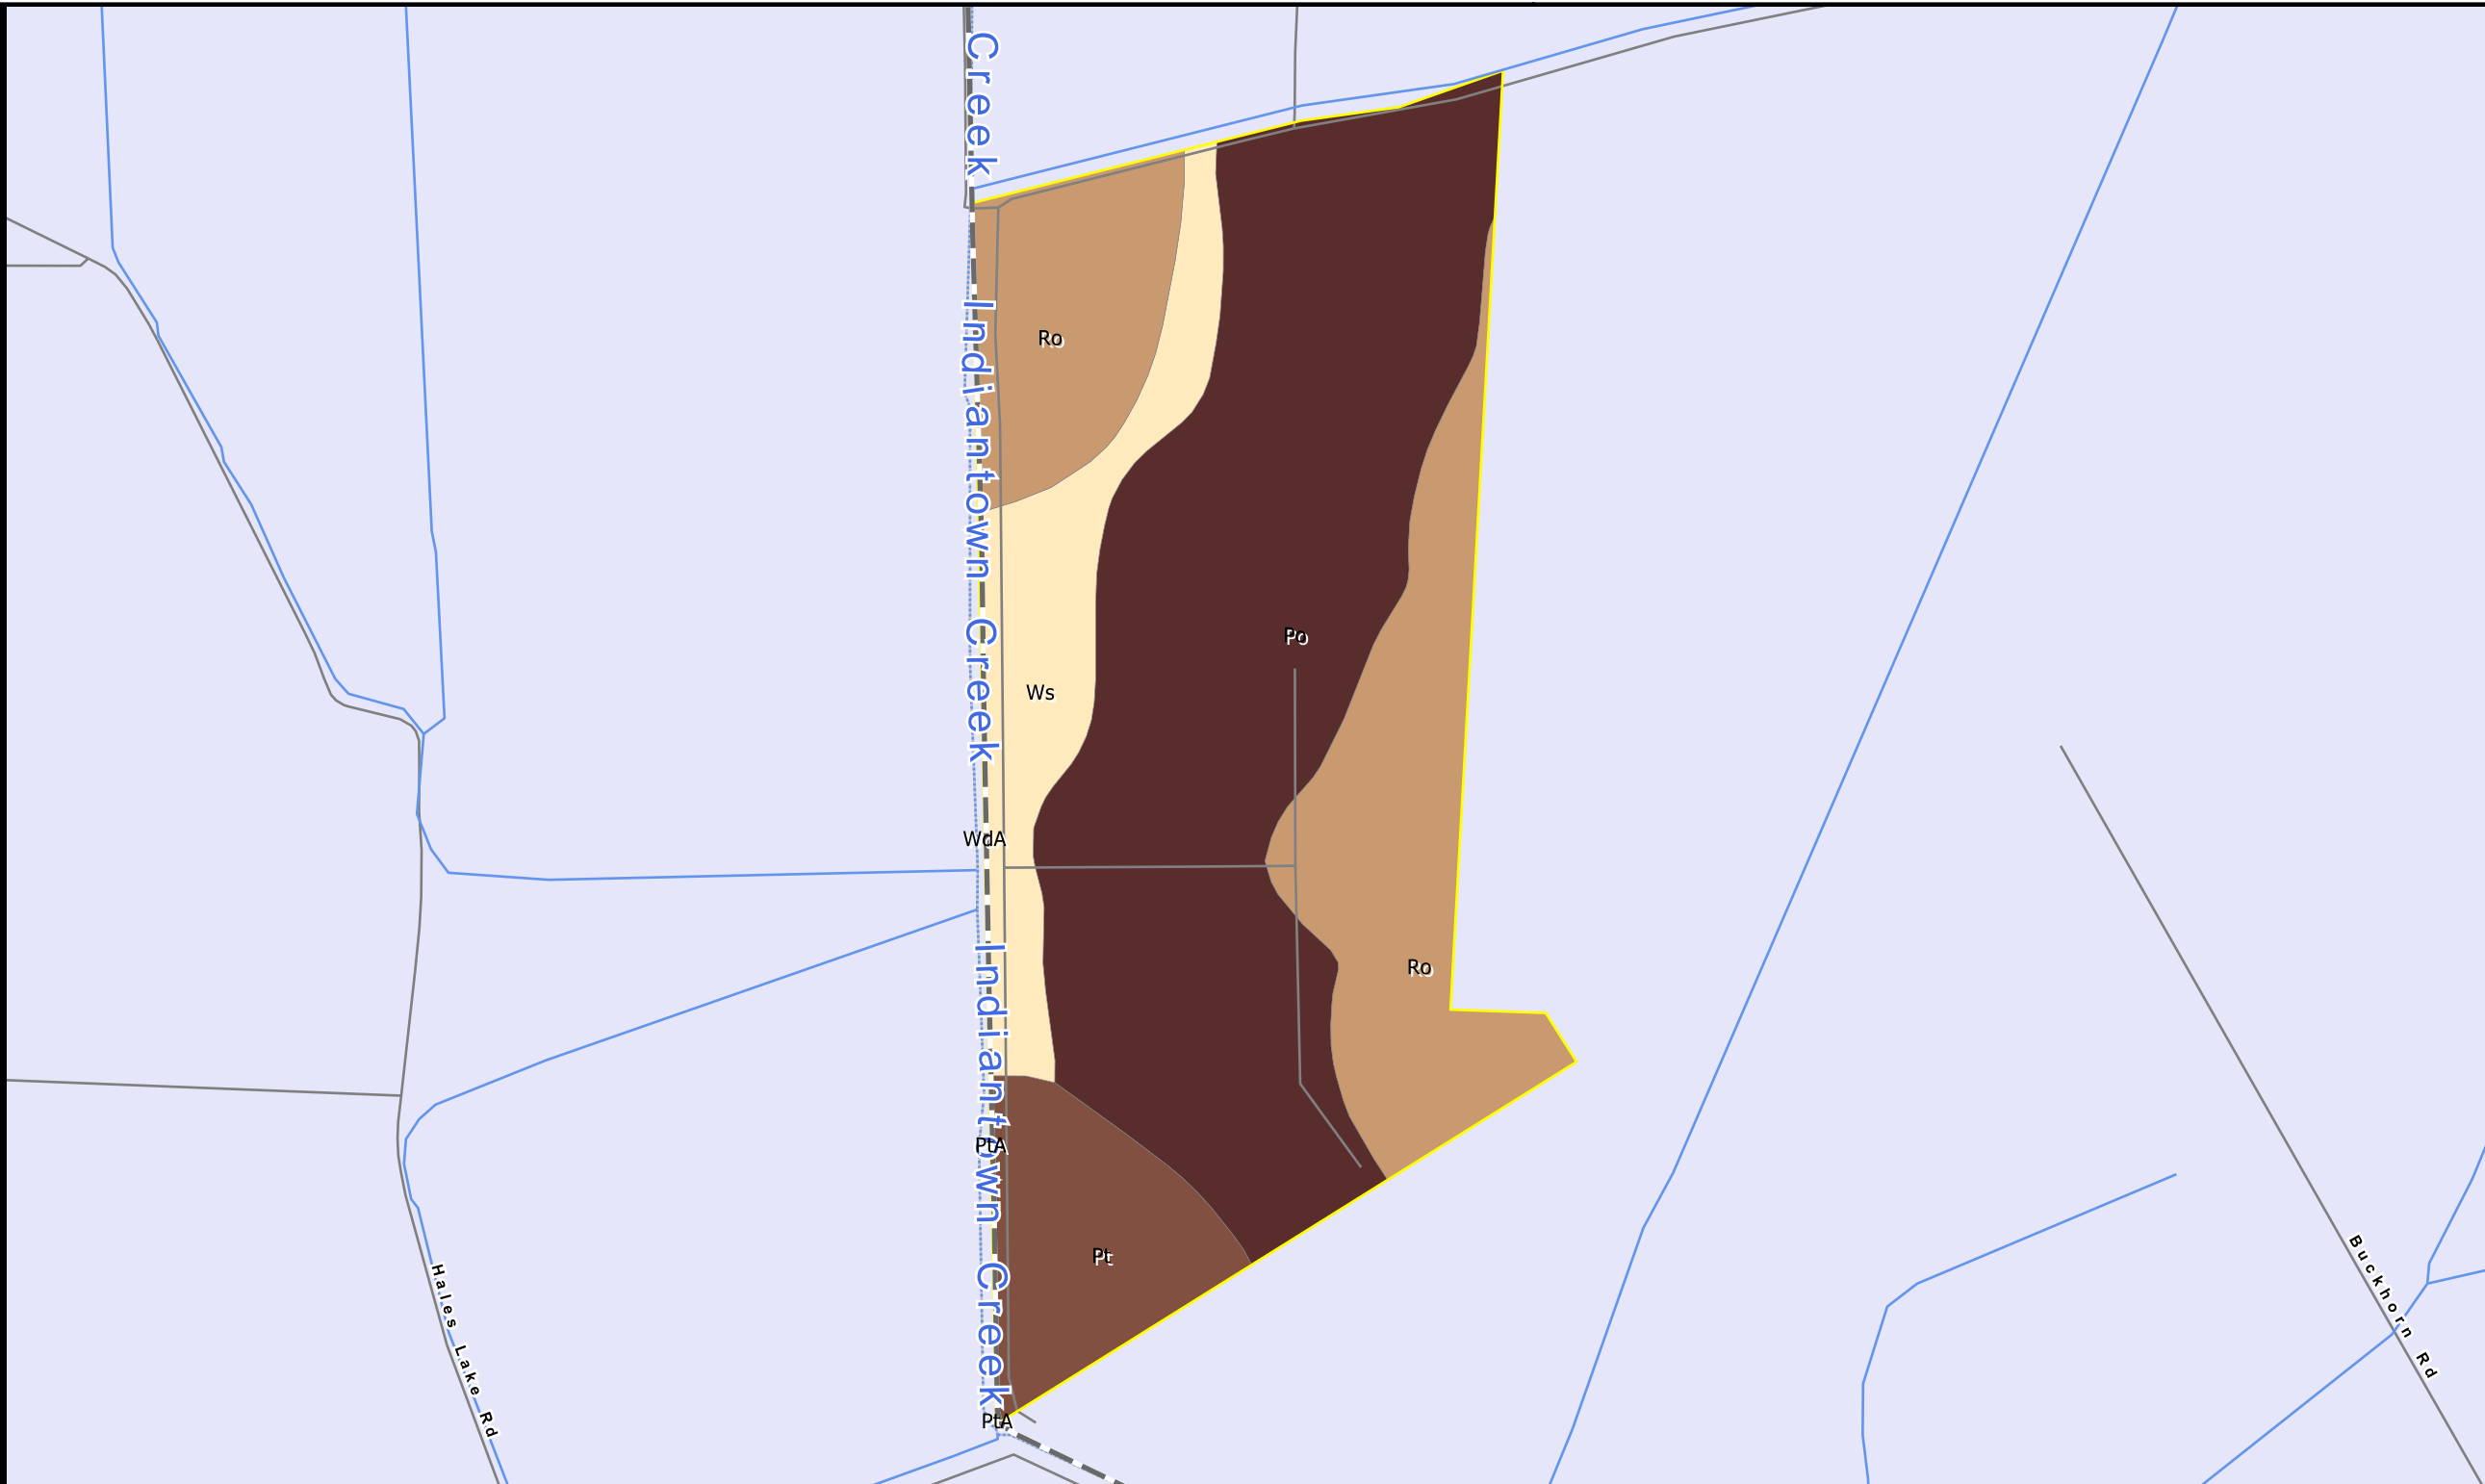 Creek
Indiantown Creek
Ro
Po
Ws
WdA
Ro
Indiantown Creek
PtA
Pt
PtA
Hales Lake Rd
Buckhorn Rd